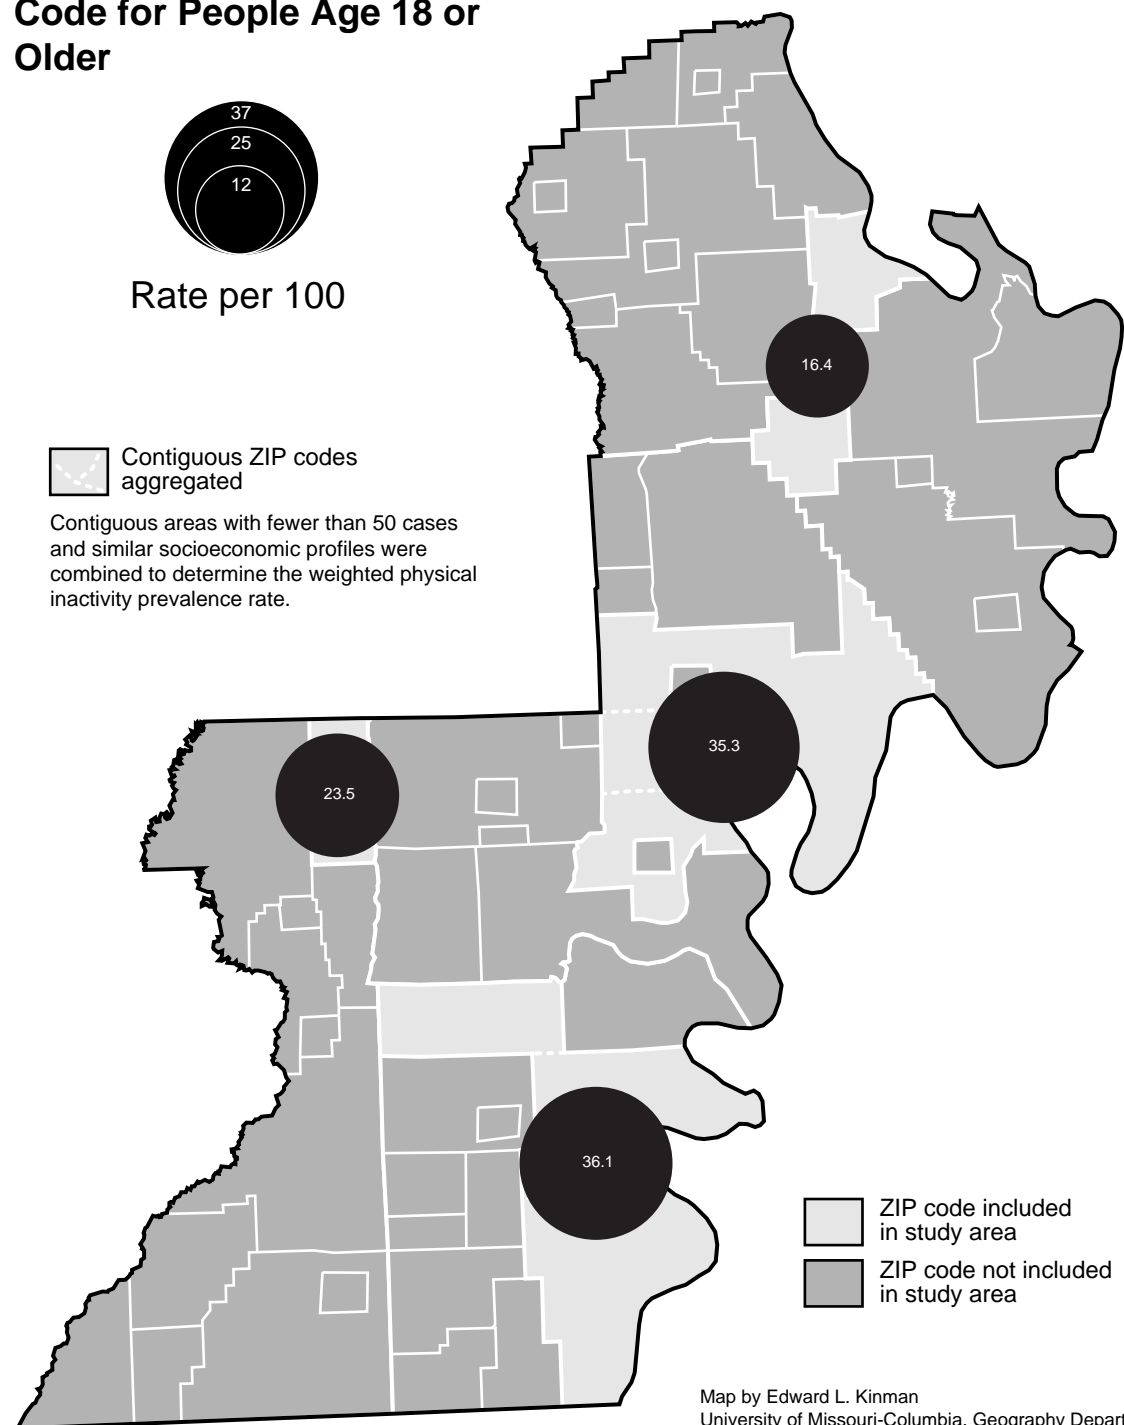 Code for People Age 18 or
Older
37
25
12
Rate per 100
16.4
Contiguous ZIP codes
aggregated
Contiguous areas with fewer than 50 cases
and similar socioeconomic profiles were
combined to determine the weighted physical
inactivity prevalence rate.
35.3
23.5
36.1
ZIP code included
in study area
ZIP code not included
in study area
Map by Edward L. Kinman
University of Missouri-Columbia, Geography